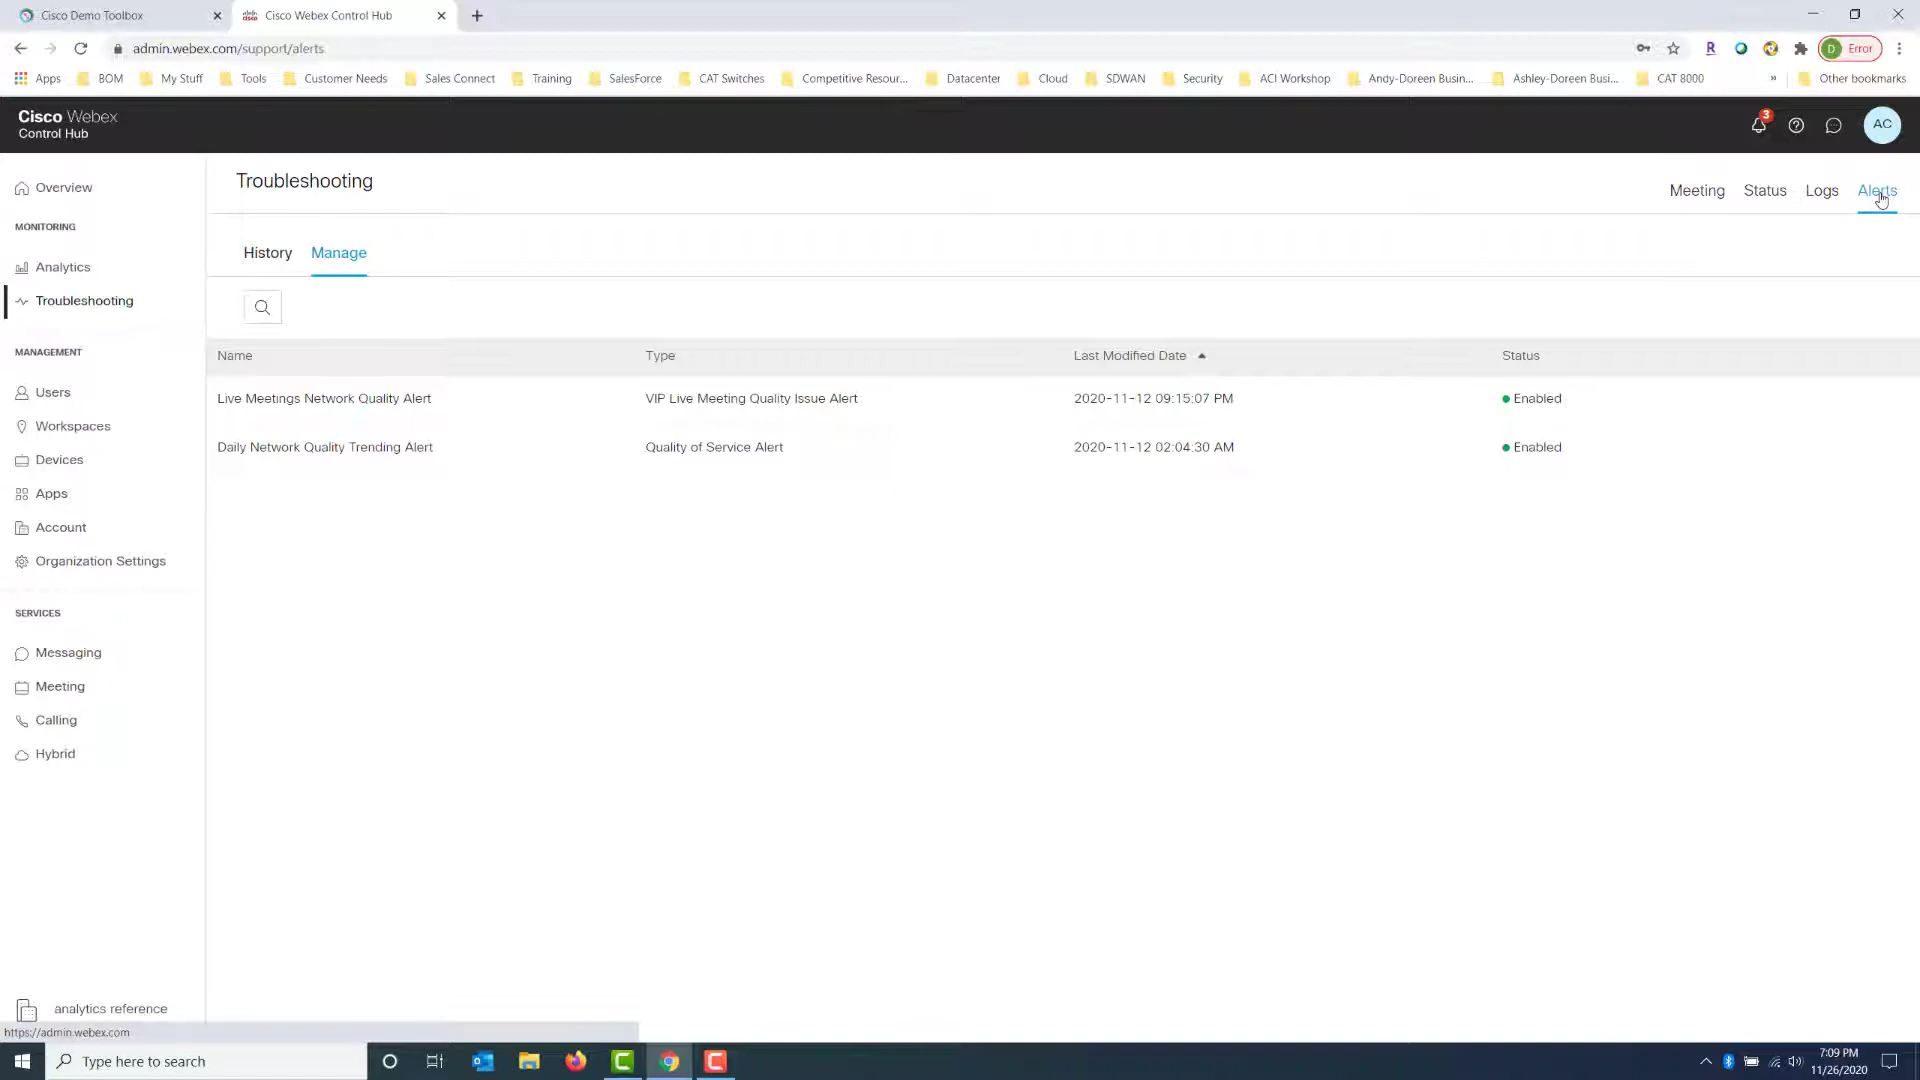 Cisco Demo Toolbox
Cisco Webex Control Hub
admin.webex.com/support/alerts
R
D Error
Apps BOM My Stuff Tools Customer Needs Sales Connect Training SalesForce CAT Switches Competitive Resour... Datacenter Cloud SDWAN Security ACI Workshop Andy-Doreen Busin... Ashley-Doreen Busi... CAT 8000 » Other bookmarks
Cisco Webex
Control Hub
3
AC
Overview
MONITORING
Analytics
Troubleshooting
MANAGEMENT
Users
Workspaces
Devices
Apps
Account
Organization Settings
SERVICES
Messaging
Meeting
Calling
Hybrid
analytics reference
Troubleshooting
Meeting Status Logs Alerts
History Manage
Name Type Last Modified Date Status
Live Meetings Network Quality Alert VIP Live Meeting Quality Issue Alert 2020-11-12 09:15:07 PM Enabled
Daily Network Quality Trending Alert Quality of Service Alert 2020-11-12 02:04:30 AM Enabled
https://admin.webex.com
Type here to search
7:09 PM
11/26/2020